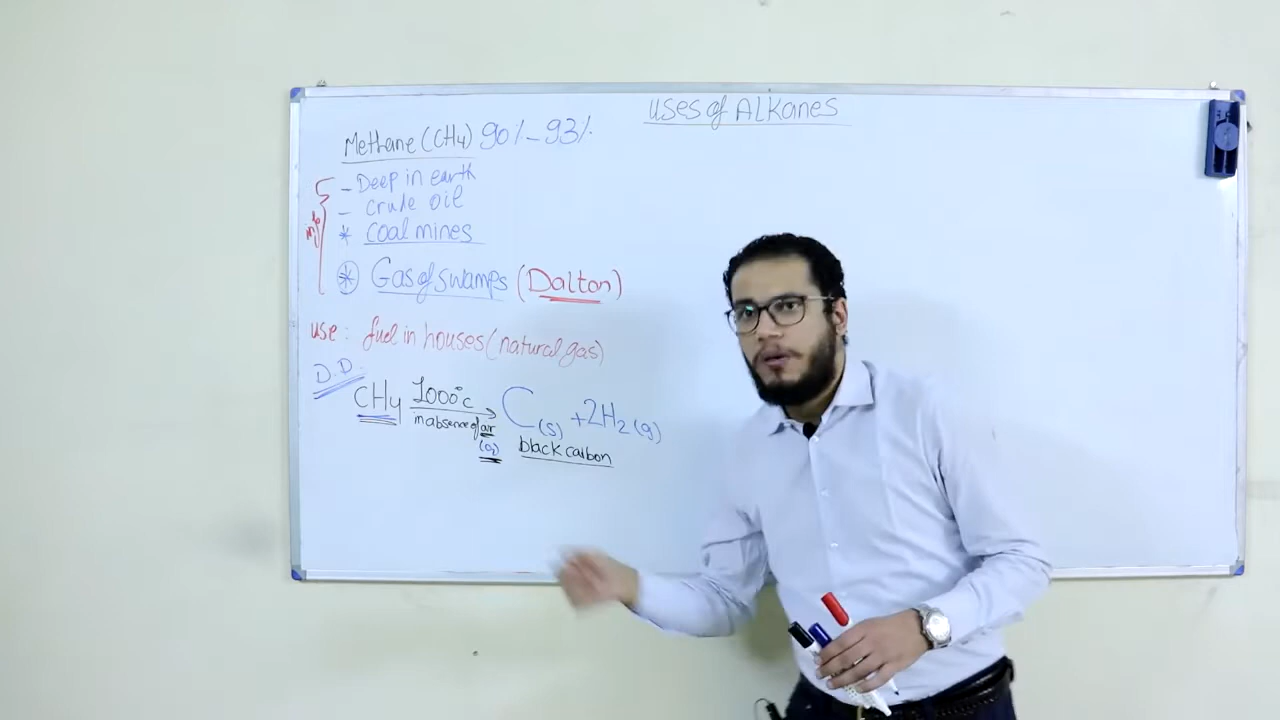 Uses of Alkanes
Methane (CH4) 90% - 93%
- Deep in earth
- crude oil
* coal mines
* Gas of swamps (Dalton)
use: fuel in houses (natural gas)
D.D:
CH4 1000°c → C(s) + 2H2(g)
in absence of air black carbon